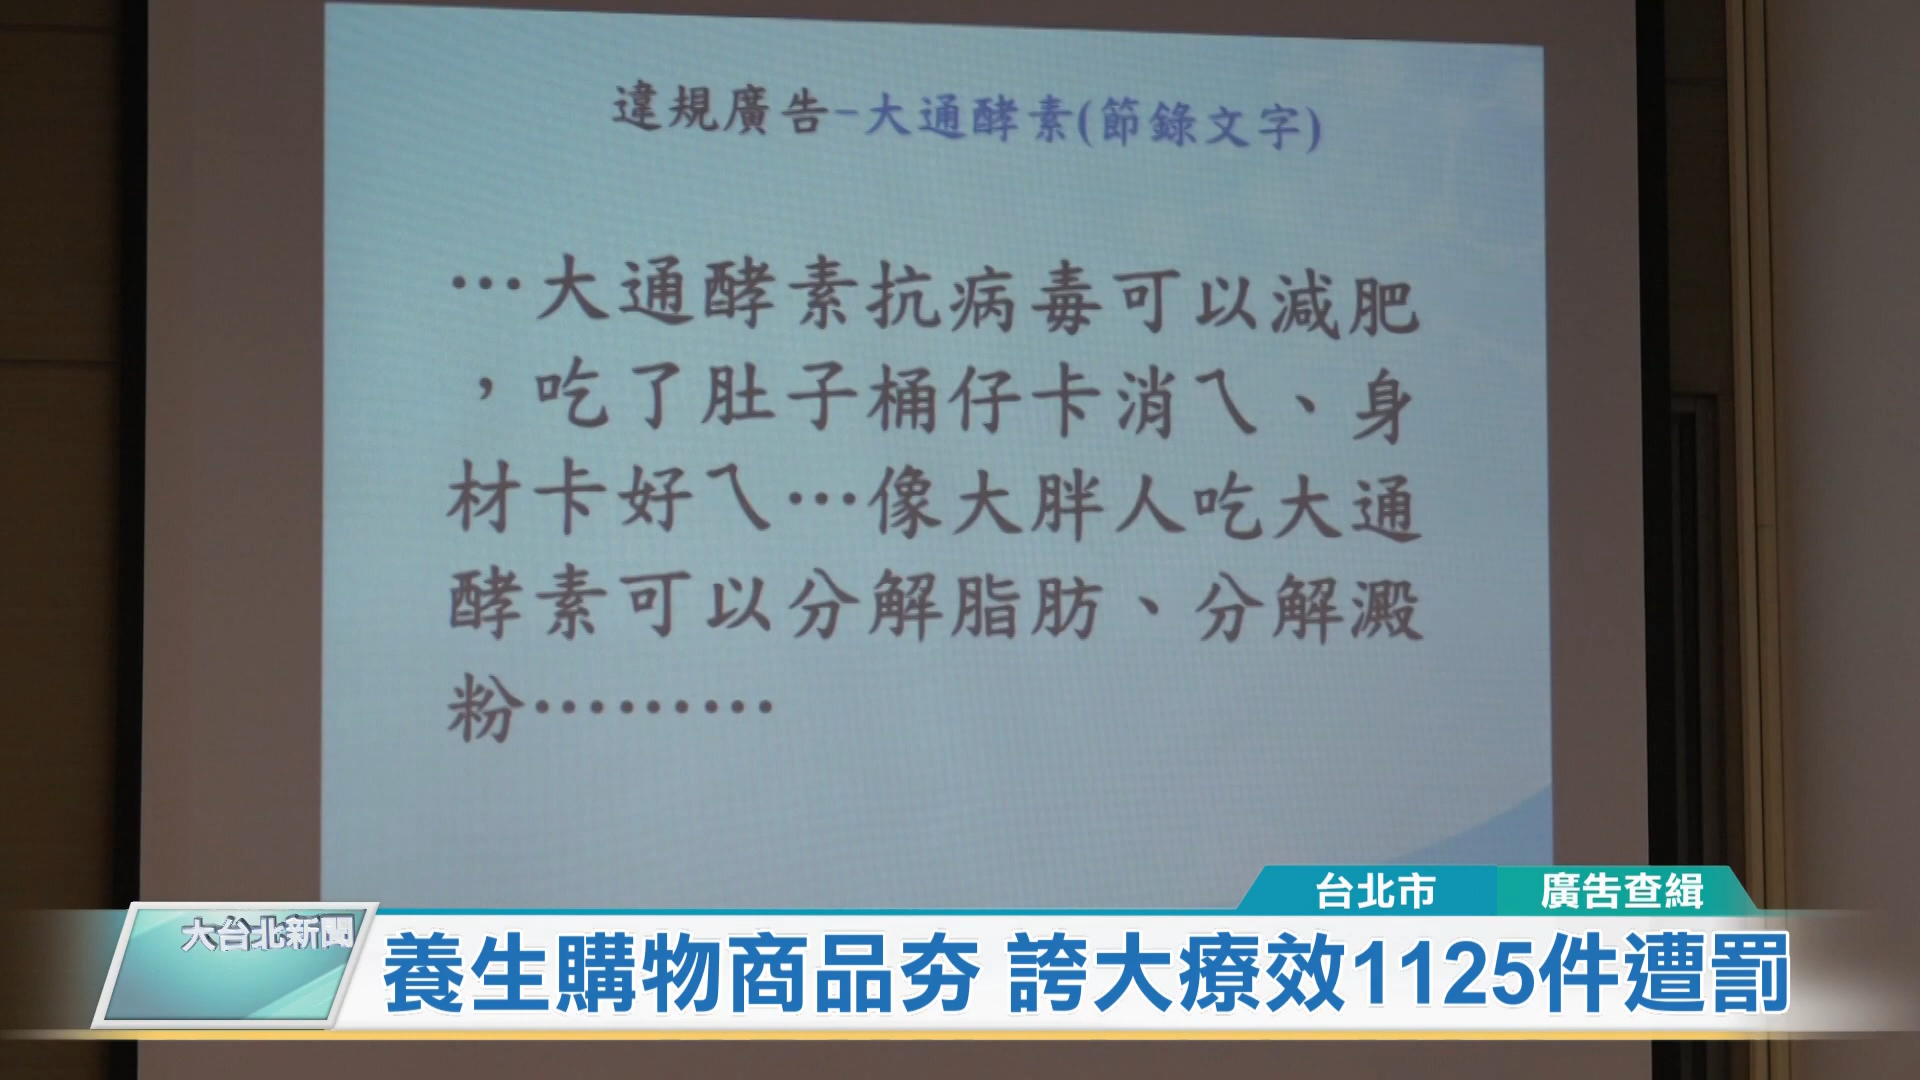 違規廣告-大通酵素(節錄文字)
…大通酵素抗病毒可以減肥
，吃了肚子桶仔卡消ㄟ、身
材卡好ㄟ…像大胖人吃大通
酵素可以分解脂肪、分解澱
粉………
台北市 廣告查緝
大台北新聞
養生購物商品夯 誇大療效1125件遭罰